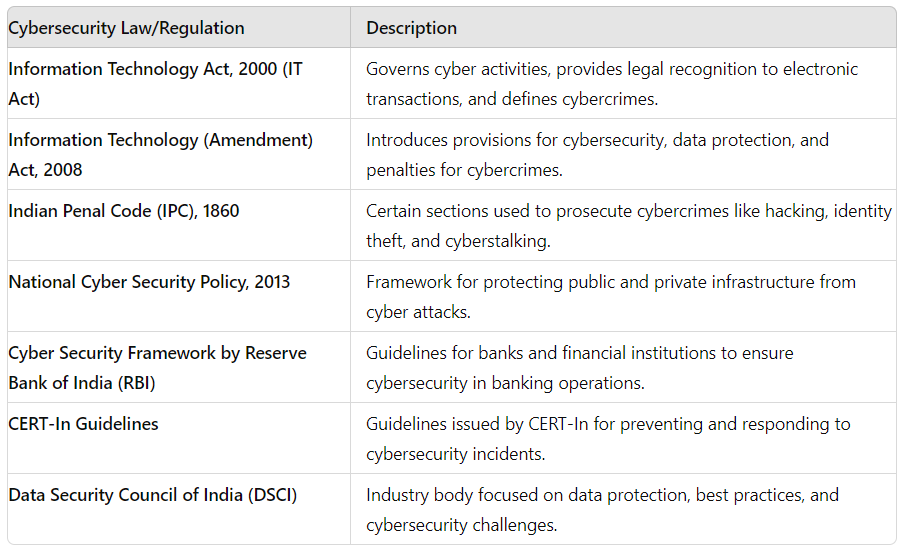 Cybersecurity Law/Regulation Description
Information Technology Act, 2000 (IT Governs cyber activities, provides legal recognition to electronic
Act) transactions, and defines cybercrimes.
Information Technology (Amendment) Introduces provisions for cybersecurity, data protection, and
Act, 2008 penalties for cybercrimes.
Indian Penal Code (IPC), 1860 Certain sections used to prosecute cybercrimes like hacking, identity
theft, and cyberstalking.
National Cyber Security Policy, 2013 Framework for protecting public and private infrastructure from
cyber attacks.
Cyber Security Framework by Reserve Guidelines for banks and financial institutions to ensure
Bank of India (RBI) cybersecurity in banking operations.
CERT-In Guidelines Guidelines issued by CERT-In for preventing and responding to
cybersecurity incidents.
Data Security Council of India (DSCI) Industry body focused on data protection, best practices, and
cybersecurity challenges.